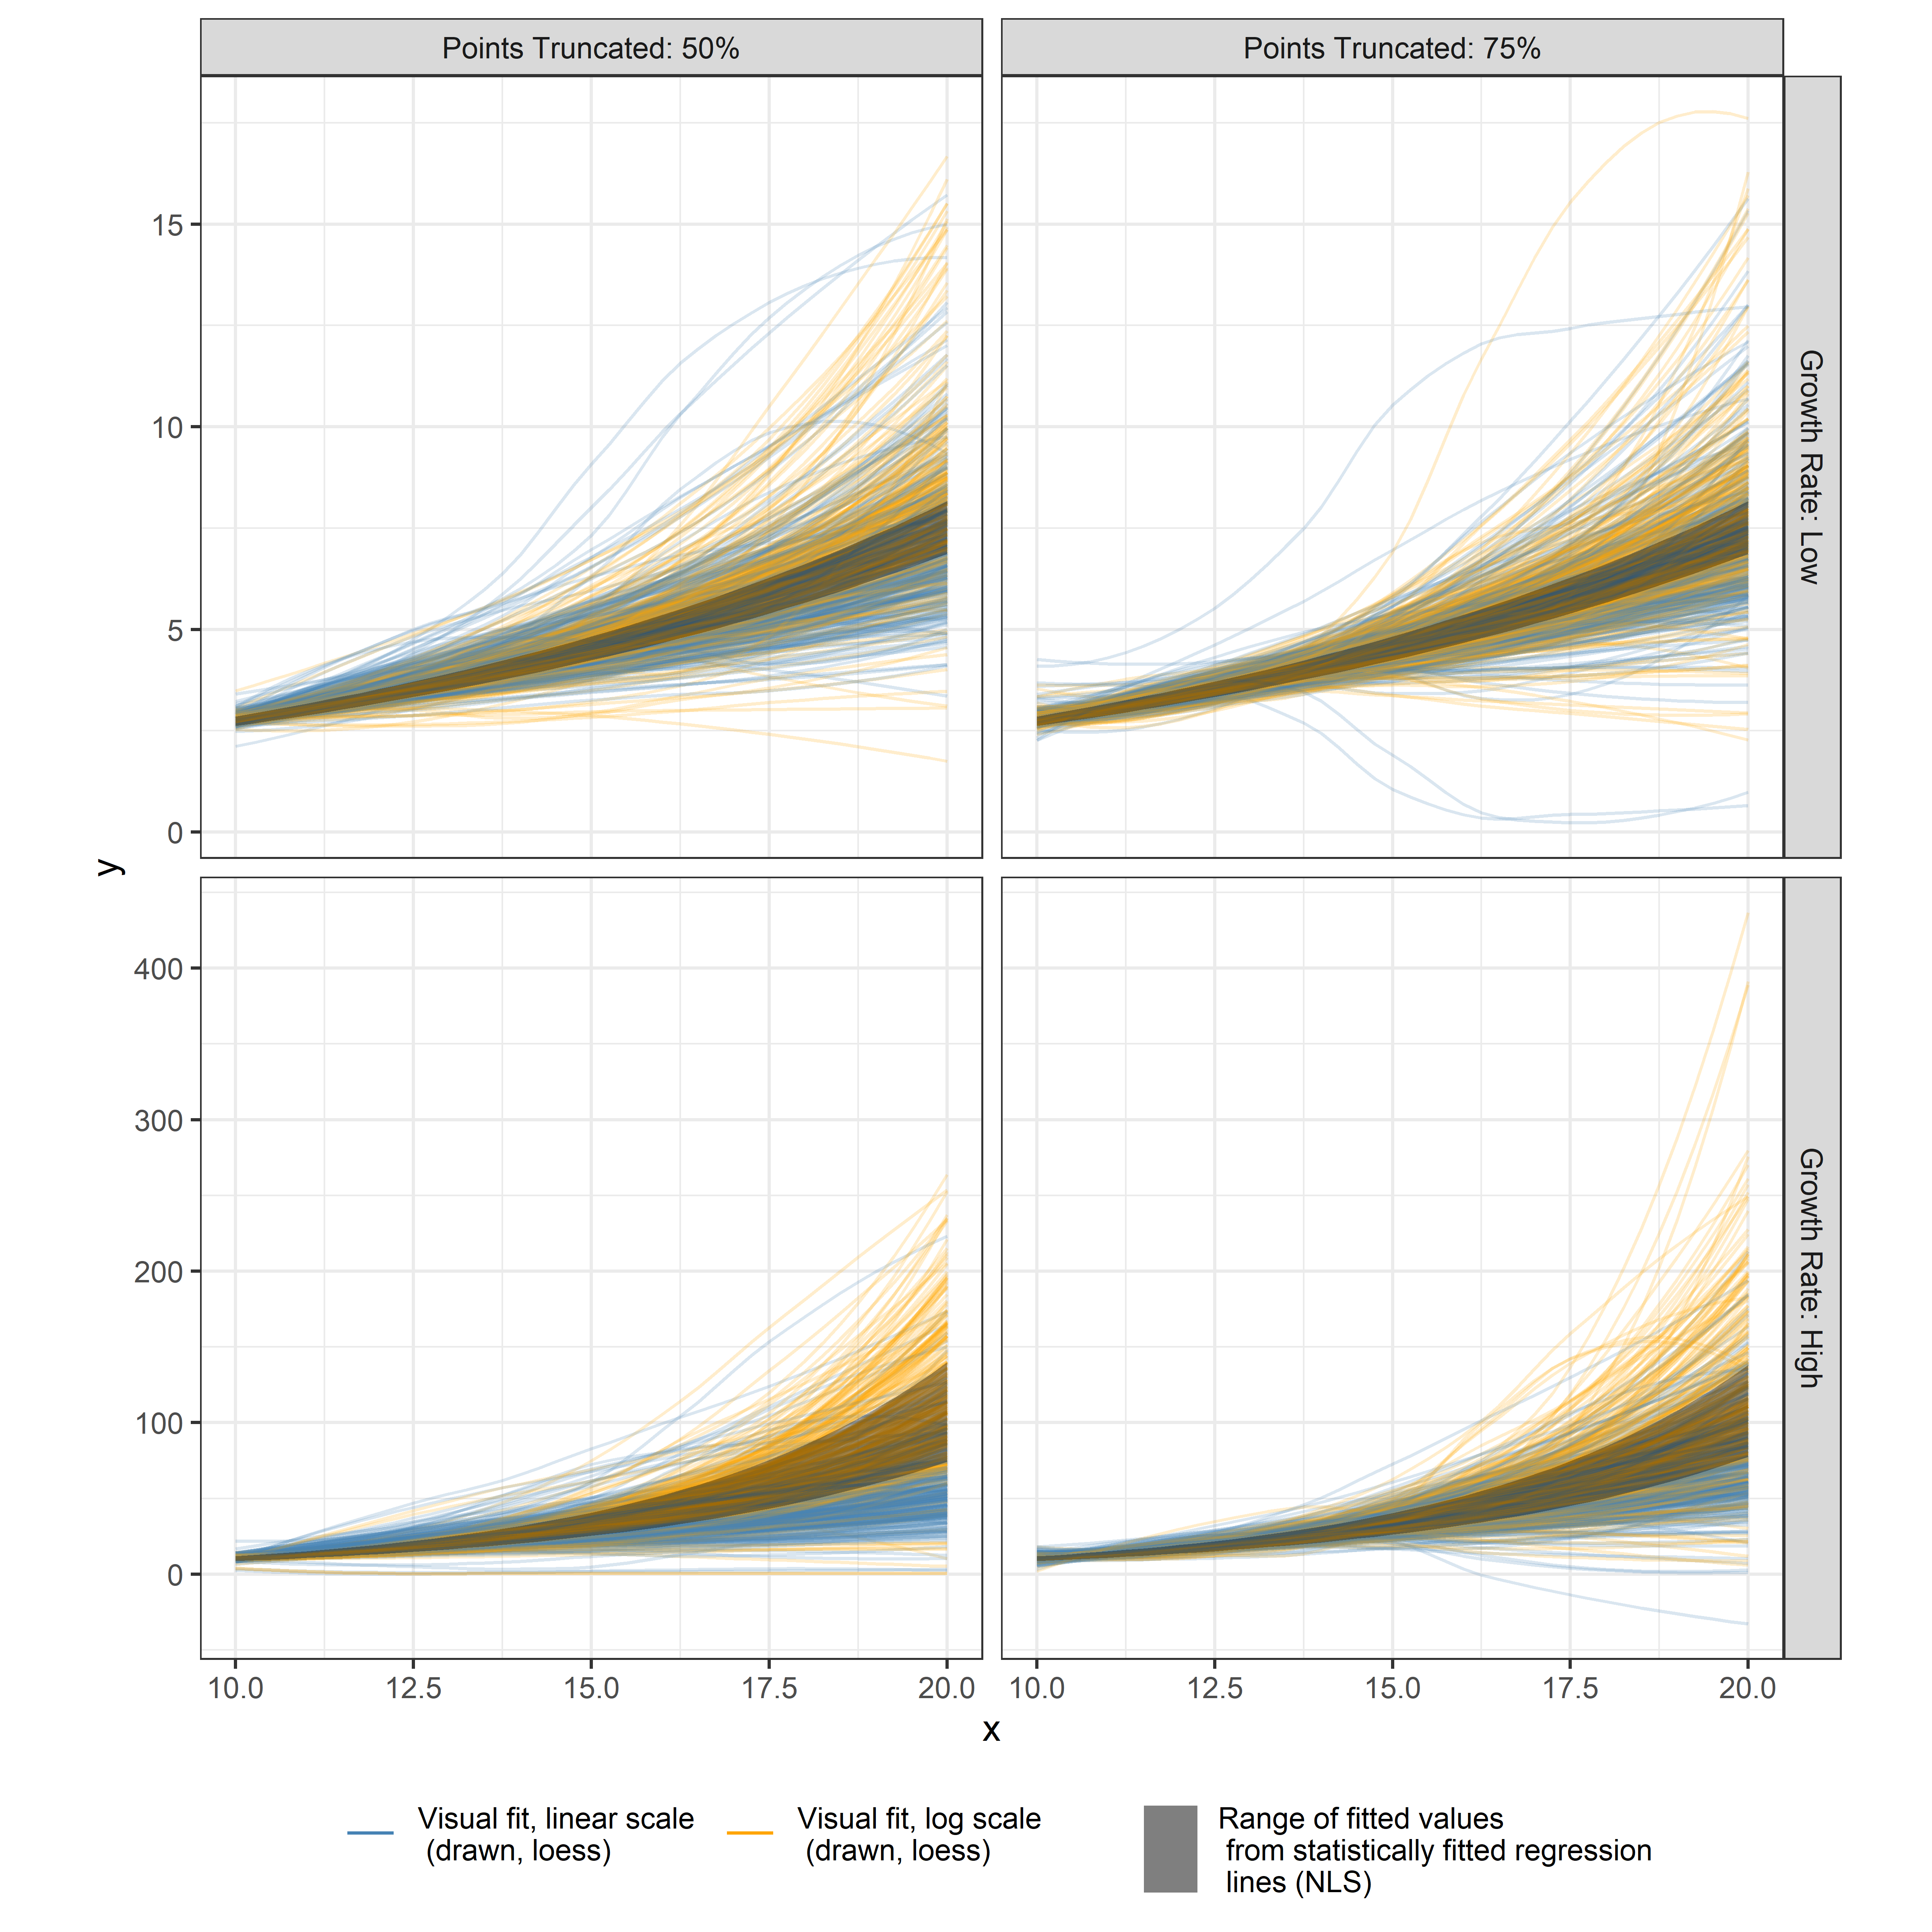 Points Truncated: 50%
Points Truncated: 75%
15
10
5
0
Growth Rate: Low
y
400
300
200
100
0
Growth Rate: High
10.0 12.5 15.0 17.5 20.0
10.0 12.5 15.0 17.5 20.0
x
Visual fit, linear scale
(drawn, loess)
Visual fit, log scale
(drawn, loess)
Range of fitted values
from statistically fitted regression
lines (NLS)